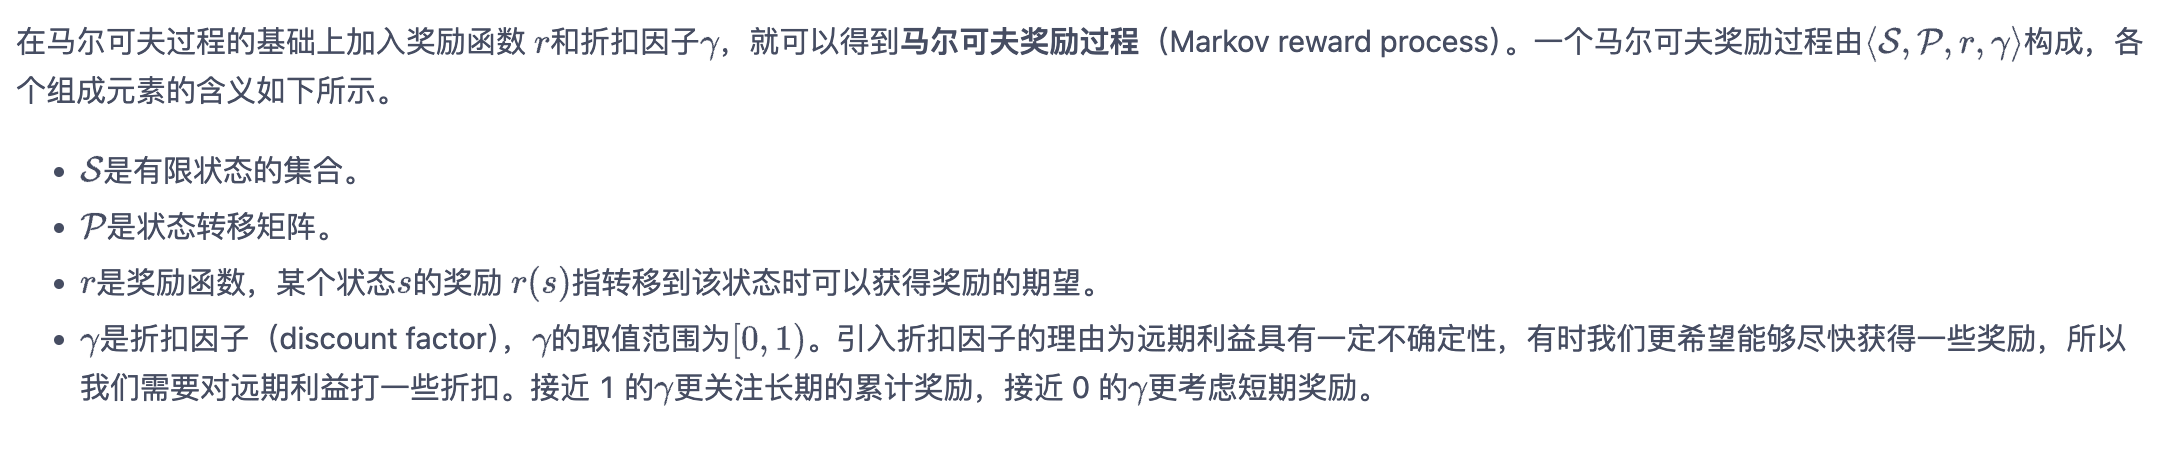 在马尔可夫过程的基础上加入奖励函数 r和折扣因子γ，就可以得到马尔可夫奖励过程（Markov reward process）。一个马尔可夫奖励过程由⟨𝒮, 𝒫, r, γ⟩构成，各
个组成元素的含义如下所示。
• 𝒮是有限状态的集合。
• 𝒫是状态转移矩阵。
• r是奖励函数，某个状态s的奖励 r(s)指转移到该状态时可以获得奖励的期望。
• γ是折扣因子（discount factor），γ的取值范围为[0, 1)。引入折扣因子的理由为远期利益具有一定不确定性，有时我们更希望能够尽快获得一些奖励，所以
我们需要对远期利益打一些折扣。接近 1 的γ更关注长期的累计奖励，接近 0 的γ更考虑短期奖励。